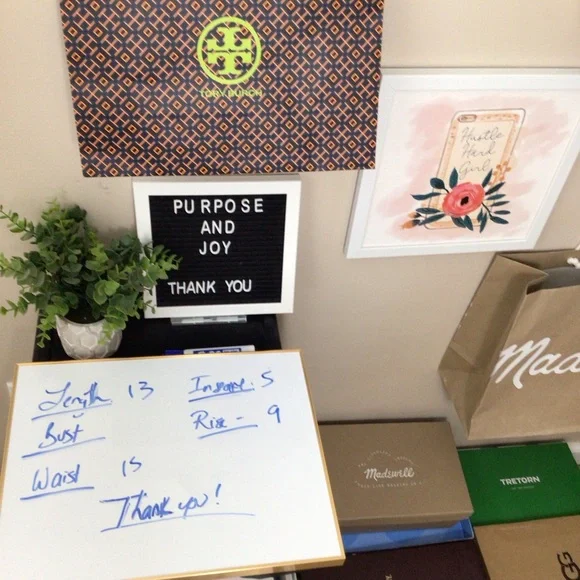 TORY BURCH
Hustle
Hard
Girl
PURPOSE
AND
JOY
THANK YOU
Length 13
Inseam: 5
Bust
Rise - 9
Waist 15
Thank you!
Mad
Madewell
TRETORN